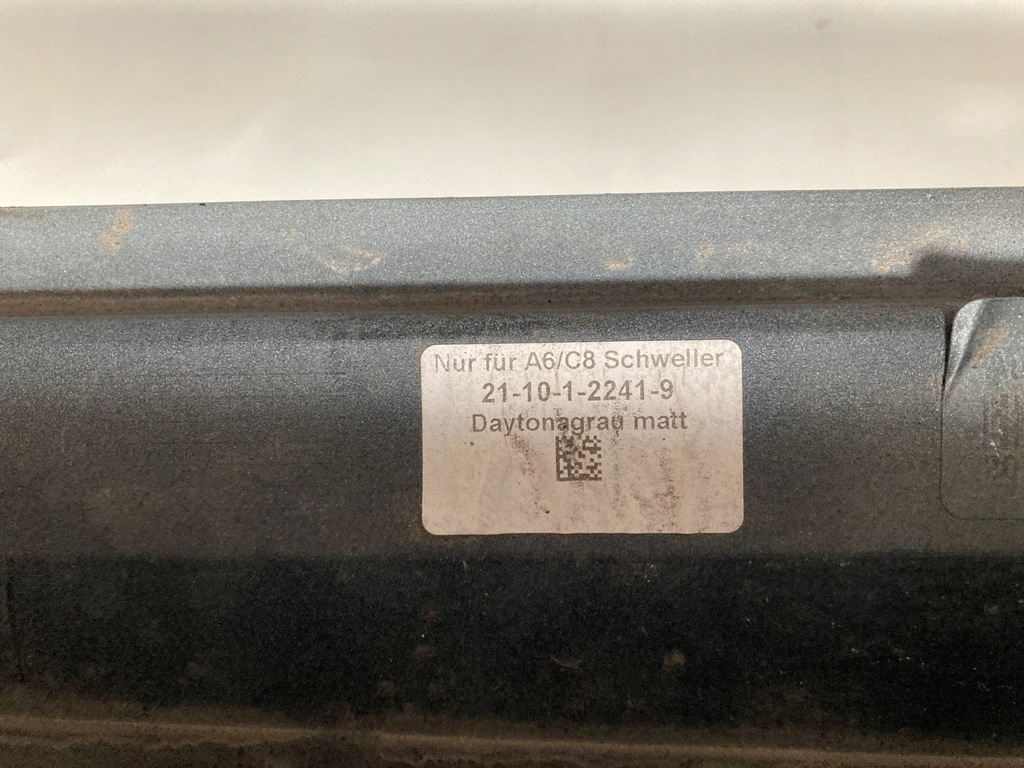 Nur für A6/C8 Schweller
21-10-1-2241-9
Daytonagrau matt